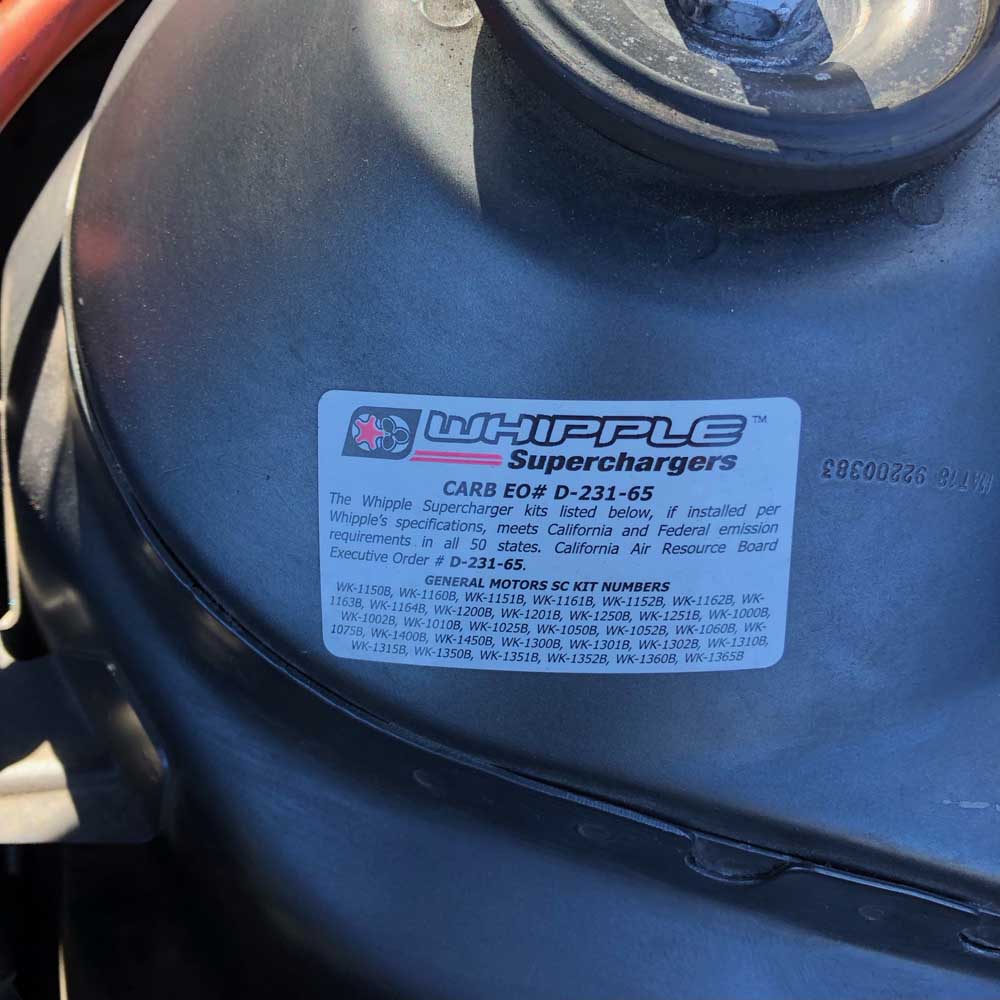 WHIPPLE™
Superchargers
CARB EO# D-231-65
The Whipple Supercharger kits listed below, if installed per
Whipple's specifications, meets California and Federal emission
requirements in all 50 states. California Air Resource Board
Executive Order # D-231-65.
GENERAL MOTORS SC KIT NUMBERS
WK-1150B, WK-1160B, WK-1151B, WK-1161B, WK-1152B, WK-1162B, WK-
1163B, WK-1164B, WK-1200B, WK-1201B, WK-1250B, WK-1251B, WK-1000B,
WK-1002B, WK-1010B, WK-1025B, WK-1050B, WK-1052B, WK-1060B, WK-
1075B, WK-1400B, WK-1450B, WK-1300B, WK-1301B, WK-1302B, WK-1310B,
WK-1315B, WK-1350B, WK-1351B, WK-1352B, WK-1360B, WK-1365B
MAT18 92200383